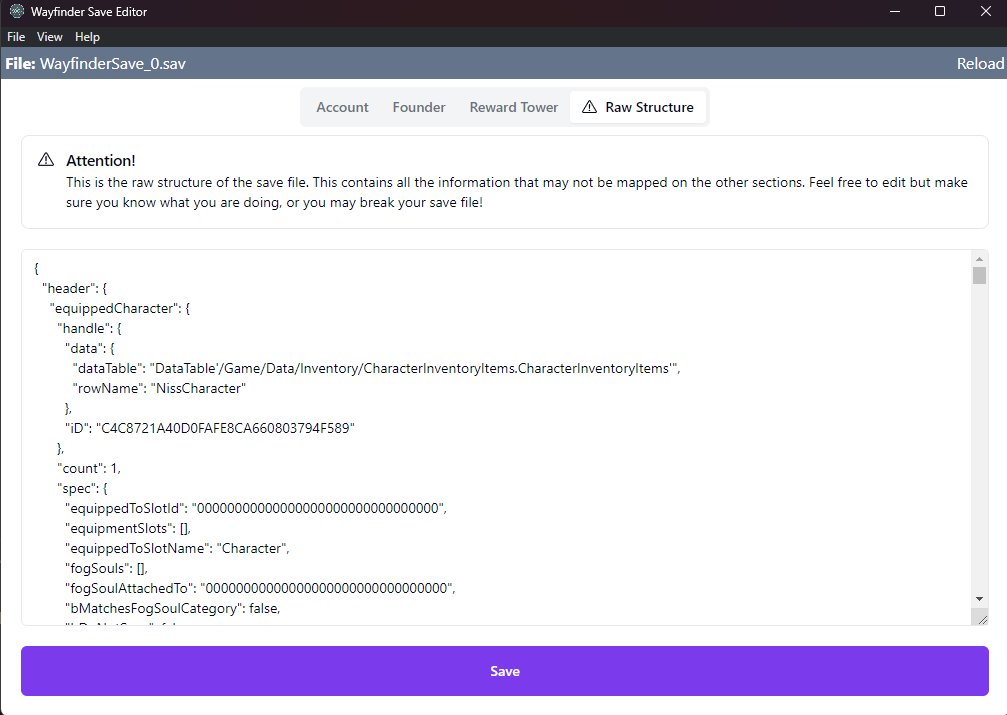 Wayfinder Save Editor
File View Help
File: WayfinderSave_0.sav Reload
Account Founder Reward Tower Raw Structure
Attention!
This is the raw structure of the save file. This contains all the information that may not be mapped on the other sections. Feel free to edit but make
sure you know what you are doing, or you may break your save file!
{
"header": {
"equippedCharacter": {
"handle": {
"data": {
"dataTable": "DataTable'/Game/Data/Inventory/CharacterInventoryItems.CharacterInventoryItems'",
"rowName": "NissCharacter"
},
"iD": "C4C8721A40D0FAFE8CA660803794F589"
},
"count": 1,
"spec": {
"equippedToSlotId": "00000000000000000000000000000000",
"equipmentSlots": [],
"equippedToSlotName": "Character",
"fogSouls": [],
"fogSoulAttachedTo": "00000000000000000000000000000000",
"bMatchesFogSoulCategory": false,
Save